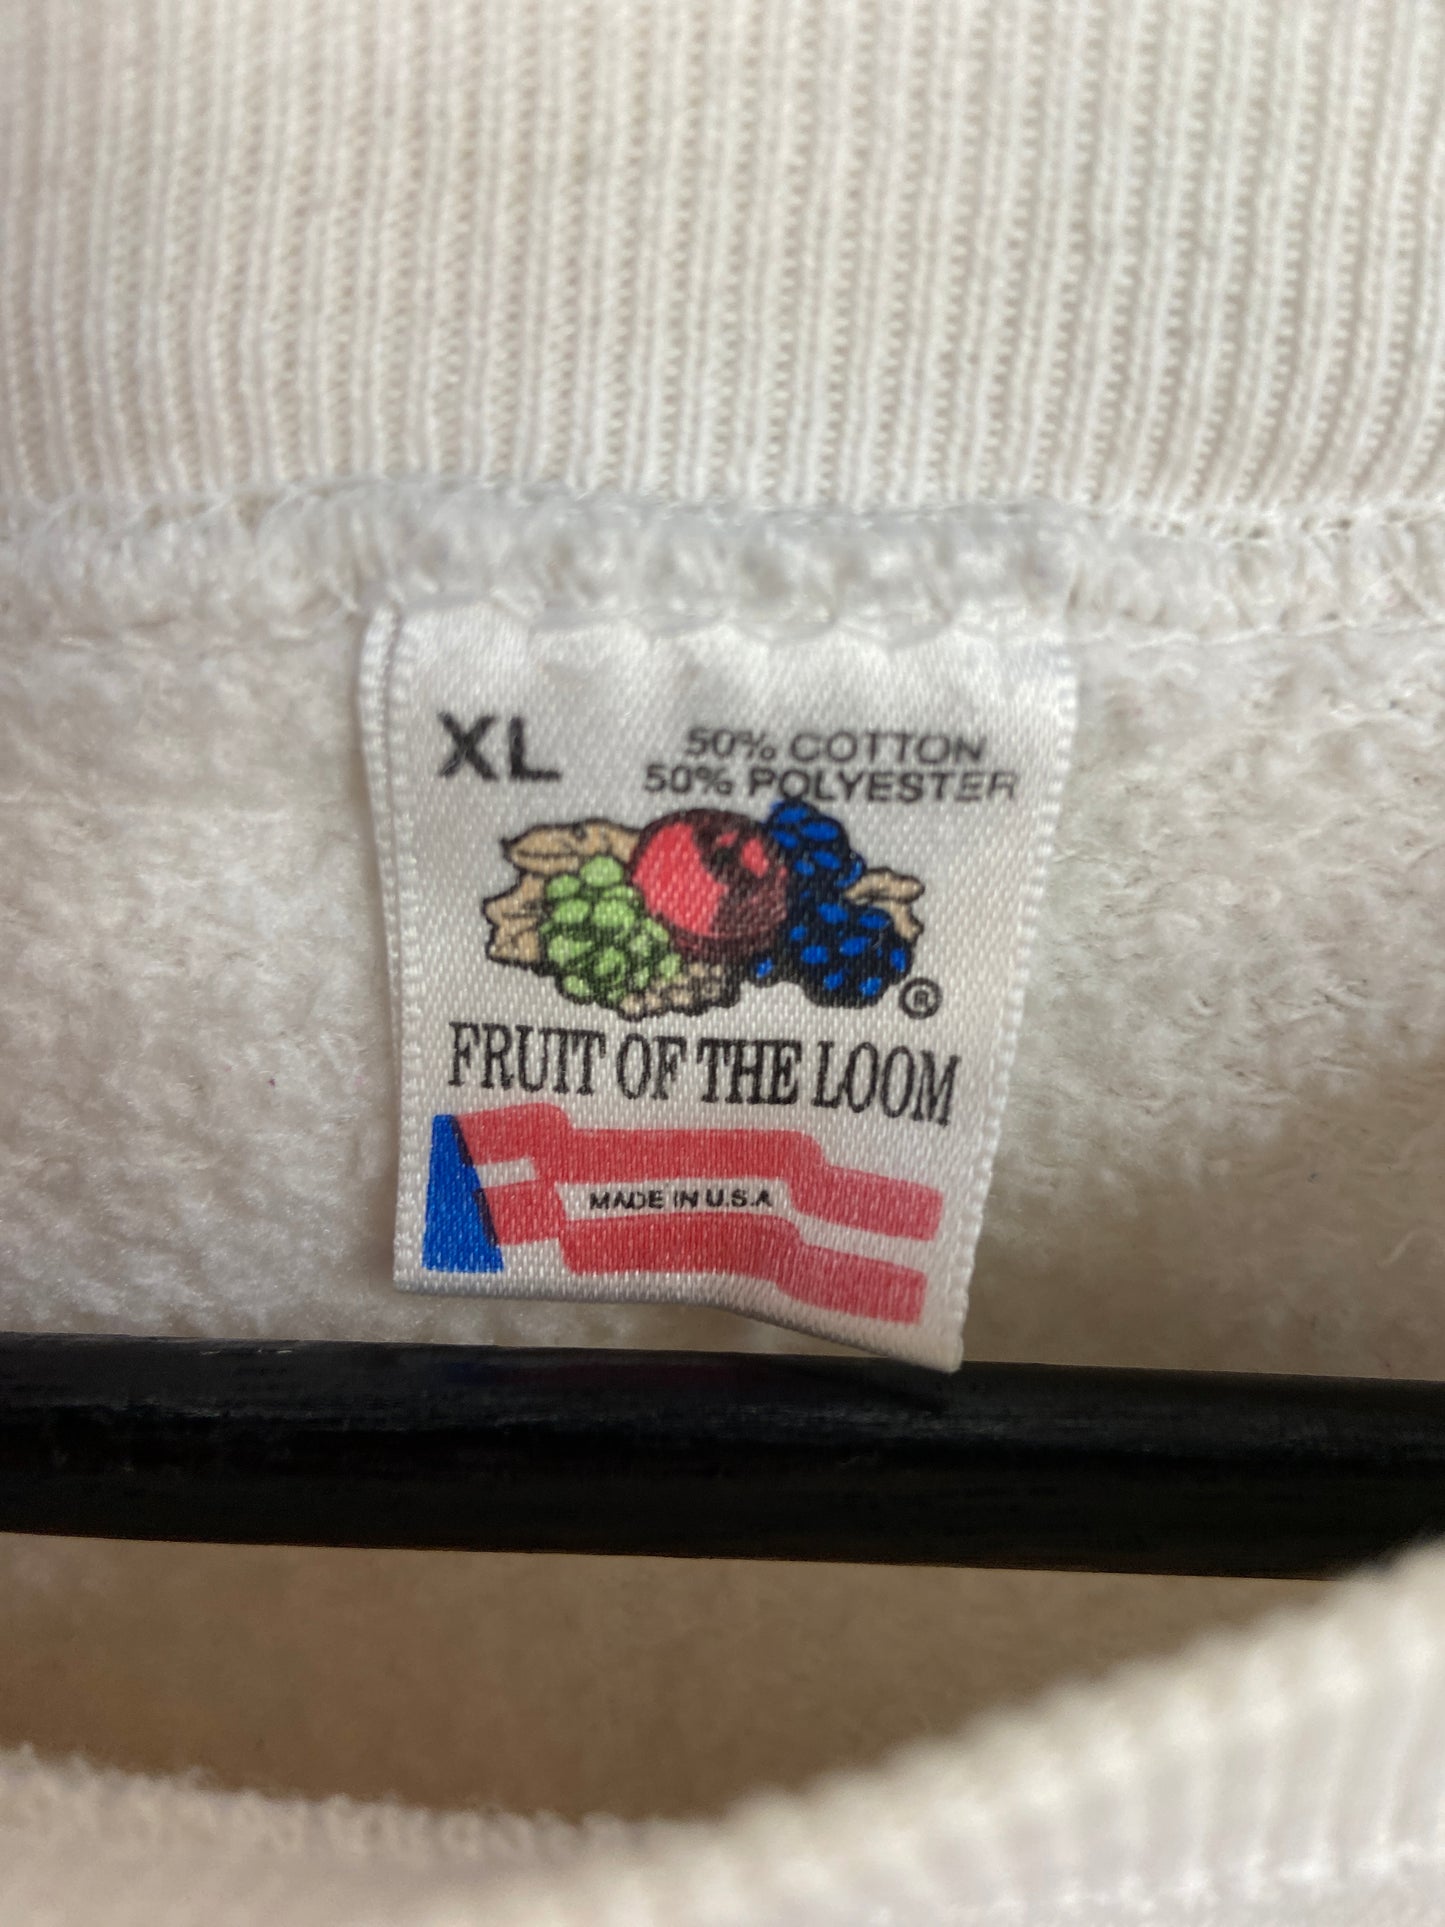 XL
50% COTTON
50% POLYESTER
®
FRUIT OF THE LOOM
MADE IN U.S.A